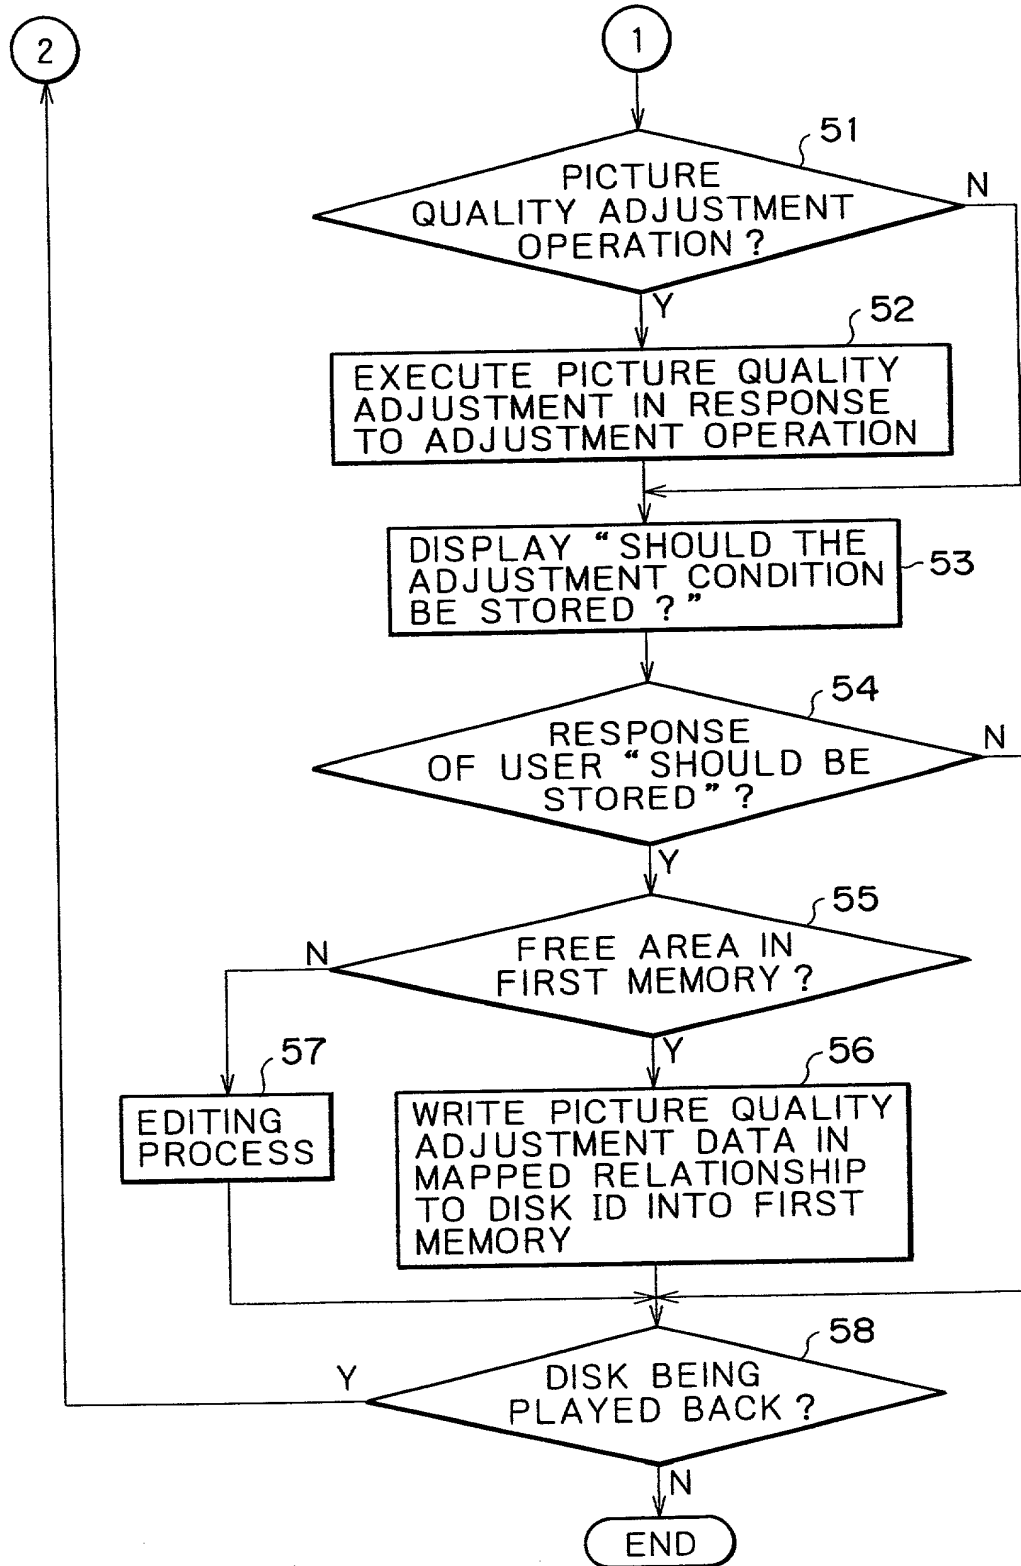 2
1
51
PICTURE
QUALITY ADJUSTMENT
OPERATION ?
N
Y
52
EXECUTE PICTURE QUALITY
ADJUSTMENT IN RESPONSE
TO ADJUSTMENT OPERATION
DISPLAY “SHOULD THE
ADJUSTMENT CONDITION
BE STORED ?”
53
54
RESPONSE
OF USER “SHOULD BE
STORED” ?
N
Y
55
FREE AREA IN
FIRST MEMORY ?
N
Y
57
EDITING
PROCESS
56
WRITE PICTURE QUALITY
ADJUSTMENT DATA IN
MAPPED RELATIONSHIP
TO DISK ID INTO FIRST
MEMORY
58
DISK BEING
PLAYED BACK ?
Y
N
END